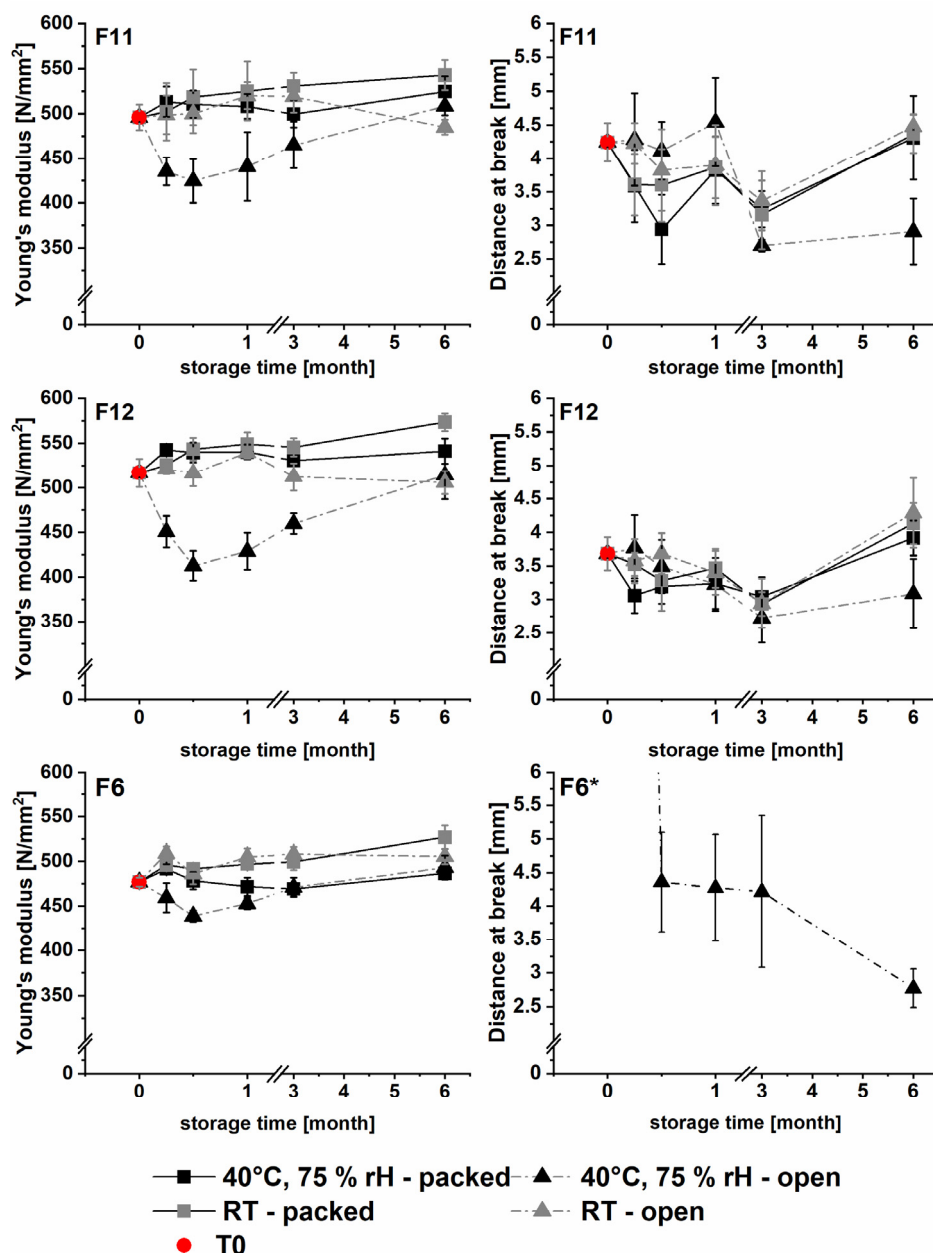 F11
Young's modulus [N/mm²]
600
550
500
450
400
350
0
0 1 3 4 5 6
storage time [month]
F11
Distance at break [mm]
6
5.5
5
4.5
4
3.5
3
2.5
0
0 1 3 4 5 6
storage time [month]
F12
Young's modulus [N/mm²]
600
550
500
450
400
350
0
0 1 3 4 5 6
storage time [month]
F12
Distance at break [mm]
6
5.5
5
4.5
4
3.5
3
2.5
0
0 1 3 4 5 6
storage time [month]
F6
Young's modulus [N/mm²]
600
550
500
450
400
350
0
0 1 3 4 5 6
storage time [month]
F6*
Distance at break [mm]
6
5.5
5
4.5
4
3.5
3
2.5
0
0 1 3 4 5 6
storage time [month]
40°C, 75 % rH - packed
40°C, 75 % rH - open
RT - packed
RT - open
T0